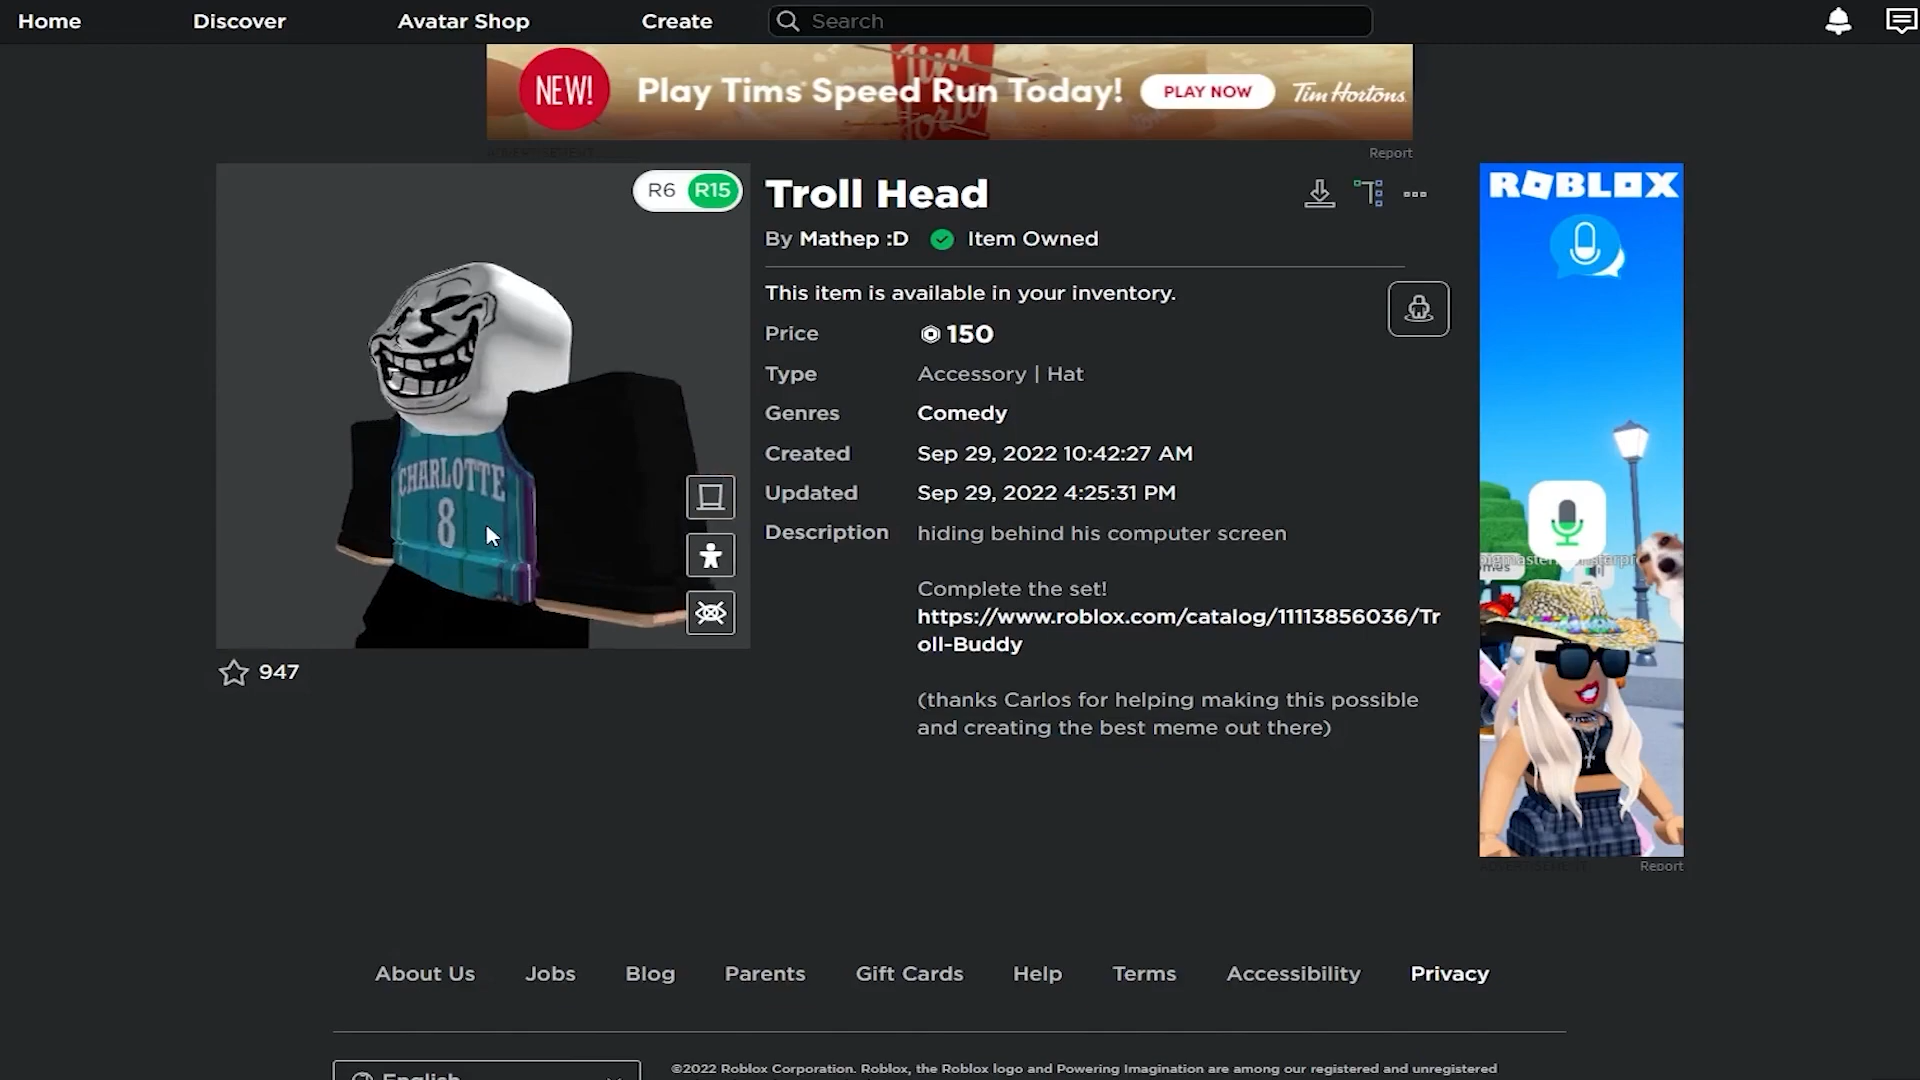 Home Discover Avatar Shop Create Search
NEW! Play Tims Speed Run Today! PLAY NOW Tim Hortons
ADVERTISEMENT Report
R6 R15
Troll Head
By Mathep :D Item Owned
This item is available in your inventory.
Price 150
Type Accessory | Hat
Genres Comedy
Created Sep 29, 2022 10:42:27 AM
Updated Sep 29, 2022 4:25:31 PM
Description hiding behind his computer screen
Complete the set!
https://www.roblox.com/catalog/11113856036/Tr
oll-Buddy
(thanks Carlos for helping making this possible
and creating the best meme out there)
CHARLOTTE
8
947
ROBLOX
ADVERTISEMENT Report
About Us Jobs Blog Parents Gift Cards Help Terms Accessibility Privacy
English
©2022 Roblox Corporation. Roblox, the Roblox logo and Powering Imagination are among our registered and unregistered